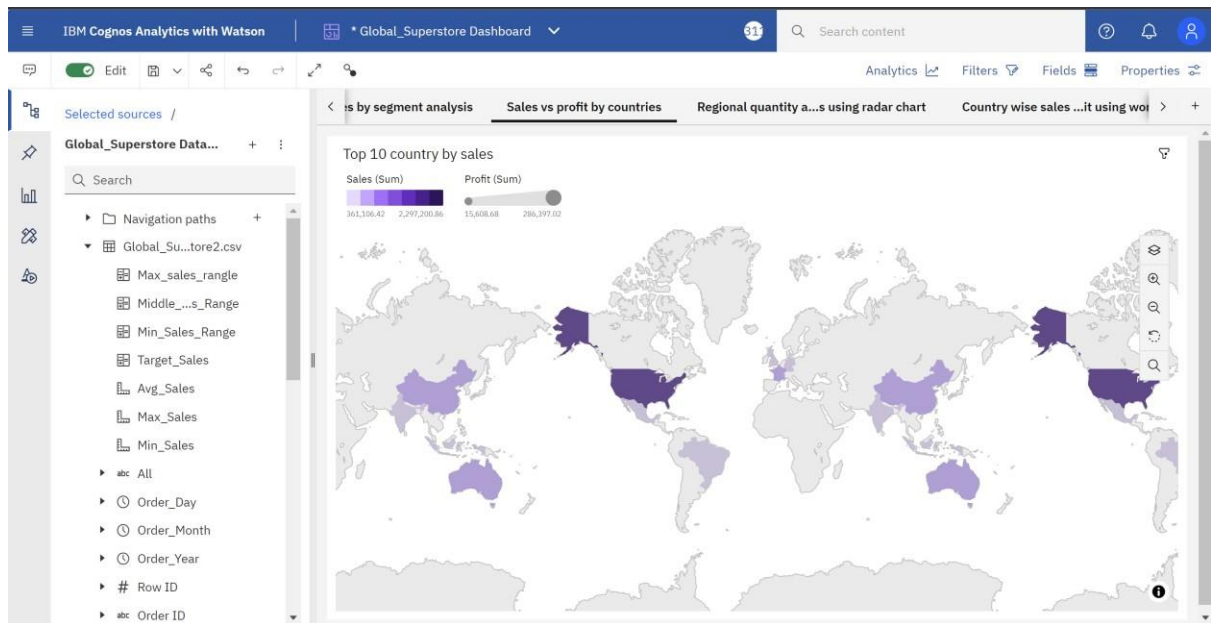 IBM Cognos Analytics with Watson
* Global_Superstore Dashboard
Search content
Edit
Analytics
Filters
Fields
Properties
Selected sources /
Global_Superstore Data...
Search
Navigation paths
Global_Su...tore2.csv
Max_sales_rangle
Middle_...s_Range
Min_Sales_Range
Target_Sales
Avg_Sales
Max_Sales
Min_Sales
abc All
Order_Day
Order_Month
Order_Year
# Row ID
abc Order ID
s by segment analysis
Sales vs profit by countries
Regional quantity a...s using radar chart
Country wise sales ...it using wor
Top 10 country by sales
Sales (Sum)
Profit (Sum)
361,106.42
2,297,200.86
15,608.68
286,397.02